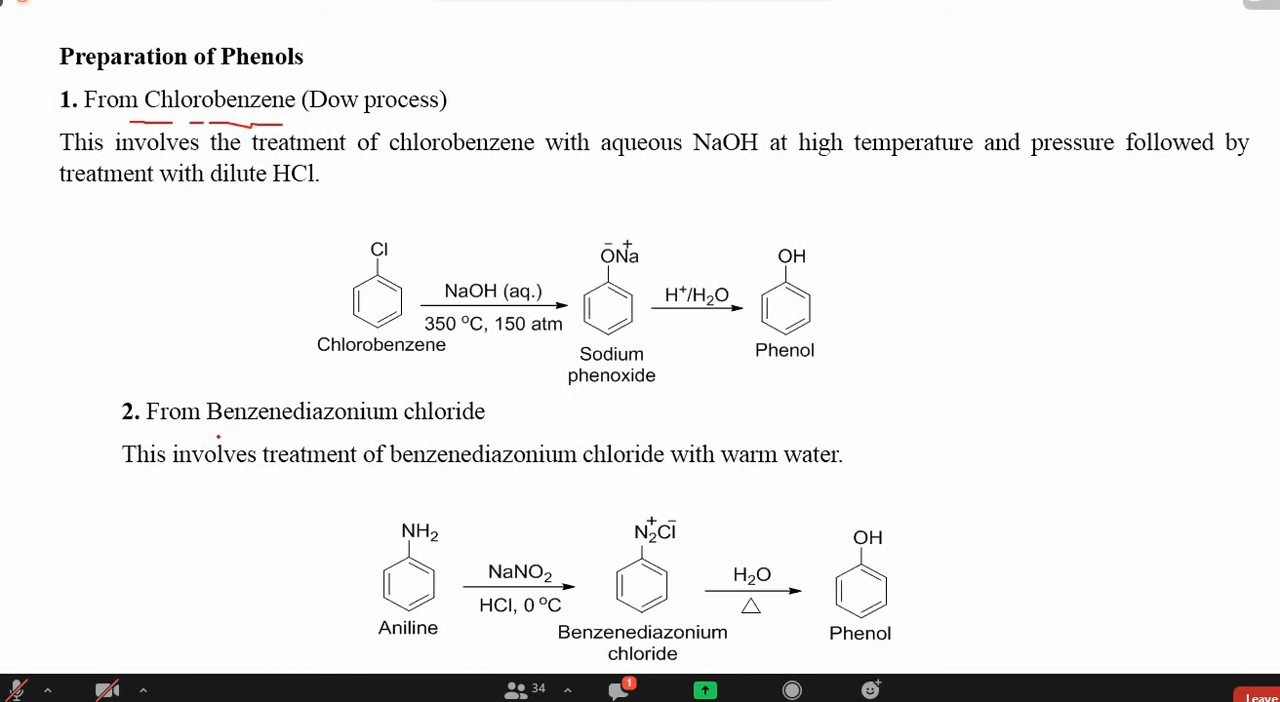 Preparation of Phenols
1. From Chlorobenzene (Dow process)
This involves the treatment of chlorobenzene with aqueous NaOH at high temperature and pressure followed by
treatment with dilute HCl.
Cl
NaOH (aq.)
350 °C, 150 atm
Chlorobenzene
ŌNa⁺
Sodium
phenoxide
H⁺/H₂O
OH
Phenol
2. From Benzenediazonium chloride
This involves treatment of benzenediazonium chloride with warm water.
NH₂
Aniline
NaNO₂
HCl, 0 °C
N₂⁺Cl⁻
Benzenediazonium
chloride
H₂O
△
OH
Phenol
34
1
Leave